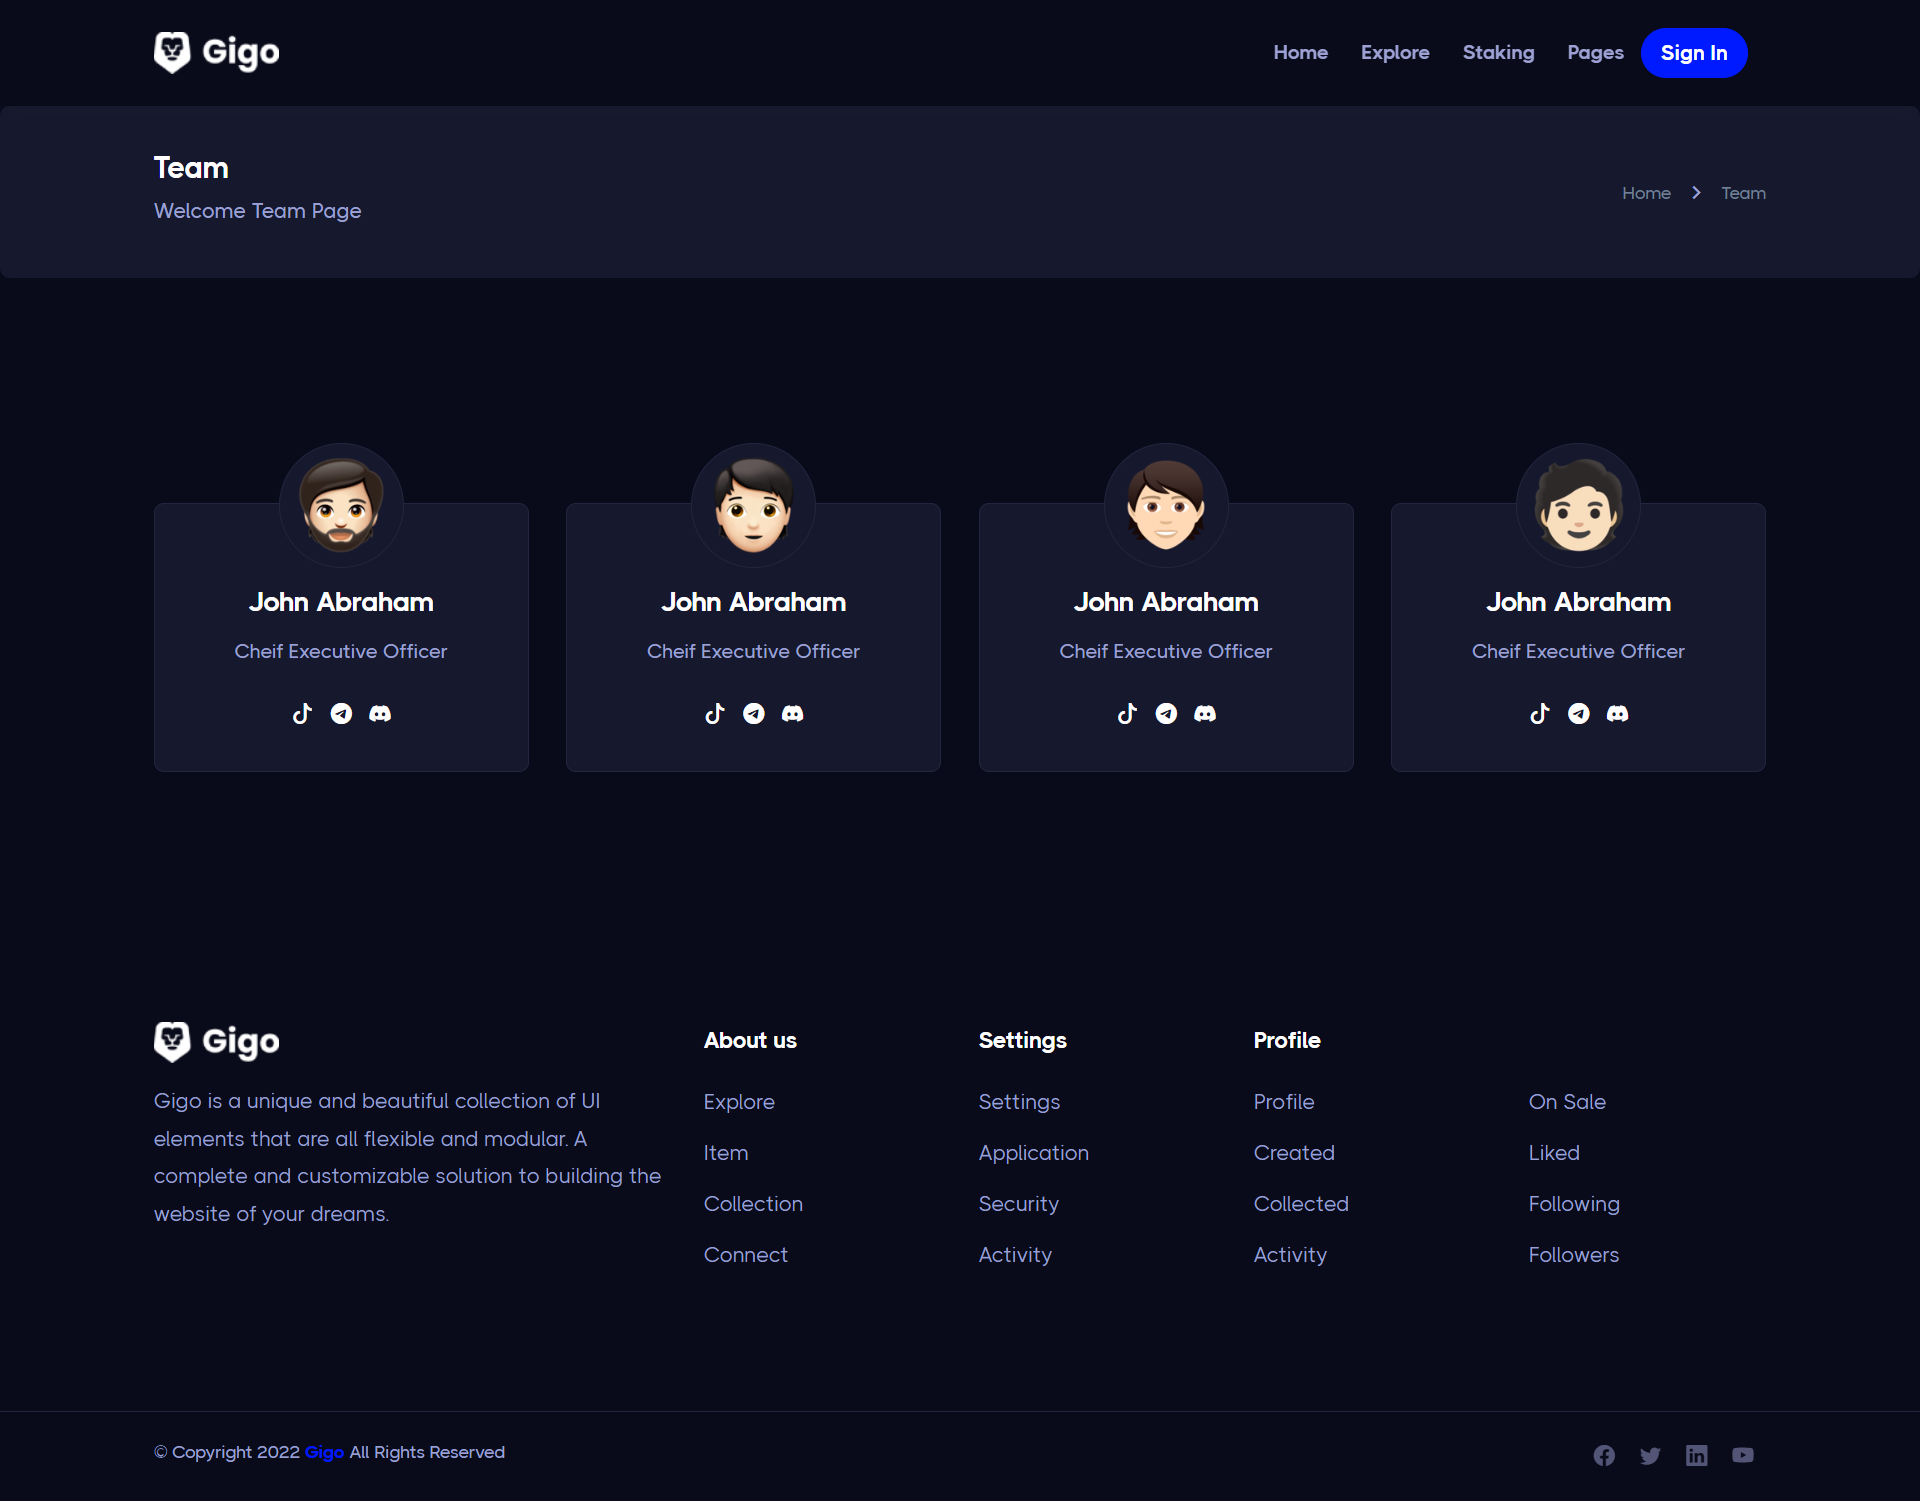 Gigo
Home Explore Staking Pages Sign In
Team
Welcome Team Page
Home Team
John Abraham
Cheif Executive Officer
John Abraham
Cheif Executive Officer
John Abraham
Cheif Executive Officer
John Abraham
Cheif Executive Officer
Gigo
Gigo is a unique and beautiful collection of UI
elements that are all flexible and modular. A
complete and customizable solution to building the
website of your dreams.
About us
Explore
Item
Collection
Connect
Settings
Settings
Application
Security
Activity
Profile
Profile
Created
Collected
Activity
On Sale
Liked
Following
Followers
© Copyright 2022 Gigo All Rights Reserved